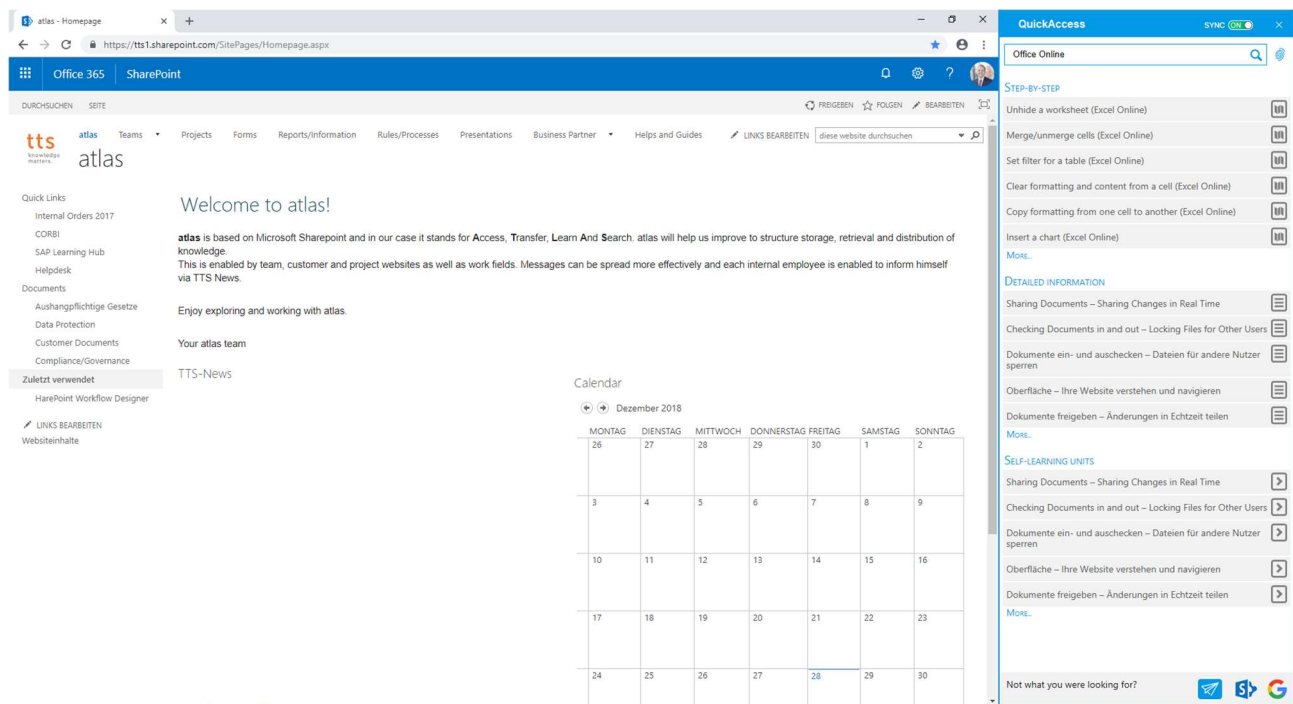 atlas - Homepage
https://tts1.sharepoint.com/SitePages/Homepage.aspx
Office 365 SharePoint
DURCHSUCHEN SEITE
FREIGEBEN FOLGEN BEARBEITEN
tts
knowledge
matters.
atlas Teams Projects Forms Reports/Information Rules/Processes Presentations Business Partner Helps and Guides LINKS BEARBEITEN diese website durchsuchen
atlas
Quick Links
Internal Orders 2017
CORBI
SAP Learning Hub
Helpdesk
Documents
Aushangpflichtige Gesetze
Data Protection
Customer Documents
Compliance/Governance
Zuletzt verwendet
HarePoint Workflow Designer
LINKS BEARBEITEN
Websiteinhalte
Welcome to atlas!
atlas is based on Microsoft Sharepoint and in our case it stands for Access, Transfer, Learn And Search. atlas will help us improve to structure storage, retrieval and distribution of
knowledge.
This is enabled by team, customer and project websites as well as work fields. Messages can be spread more effectively and each internal employee is enabled to inform himself
via TTS News.
Enjoy exploring and working with atlas.
Your atlas team
TTS-News
Calendar
Dezember 2018
MONTAG DIENSTAG MITTWOCH DONNERSTAG FREITAG SAMSTAG SONNTAG
26 27 28 29 30 1 2
3 4 5 6 7 8 9
10 11 12 13 14 15 16
17 18 19 20 21 22 23
24 25 26 27 28 29 30
QuickAccess SYNC ON
Office Online
STEP-BY-STEP
Unhide a worksheet (Excel Online)
Merge/unmerge cells (Excel Online)
Set filter for a table (Excel Online)
Clear formatting and content from a cell (Excel Online)
Copy formatting from one cell to another (Excel Online)
Insert a chart (Excel Online)
MORE...
DETAILED INFORMATION
Sharing Documents – Sharing Changes in Real Time
Checking Documents in and out – Locking Files for Other Users
Dokumente ein- und auschecken – Dateien für andere Nutzer
sperren
Oberfläche – Ihre Website verstehen und navigieren
Dokumente freigeben – Änderungen in Echtzeit teilen
MORE...
SELF-LEARNING UNITS
Sharing Documents – Sharing Changes in Real Time
Checking Documents in and out – Locking Files for Other Users
Dokumente ein- und auschecken – Dateien für andere Nutzer
sperren
Oberfläche – Ihre Website verstehen und navigieren
Dokumente freigeben – Änderungen in Echtzeit teilen
MORE...
Not what you were looking for?